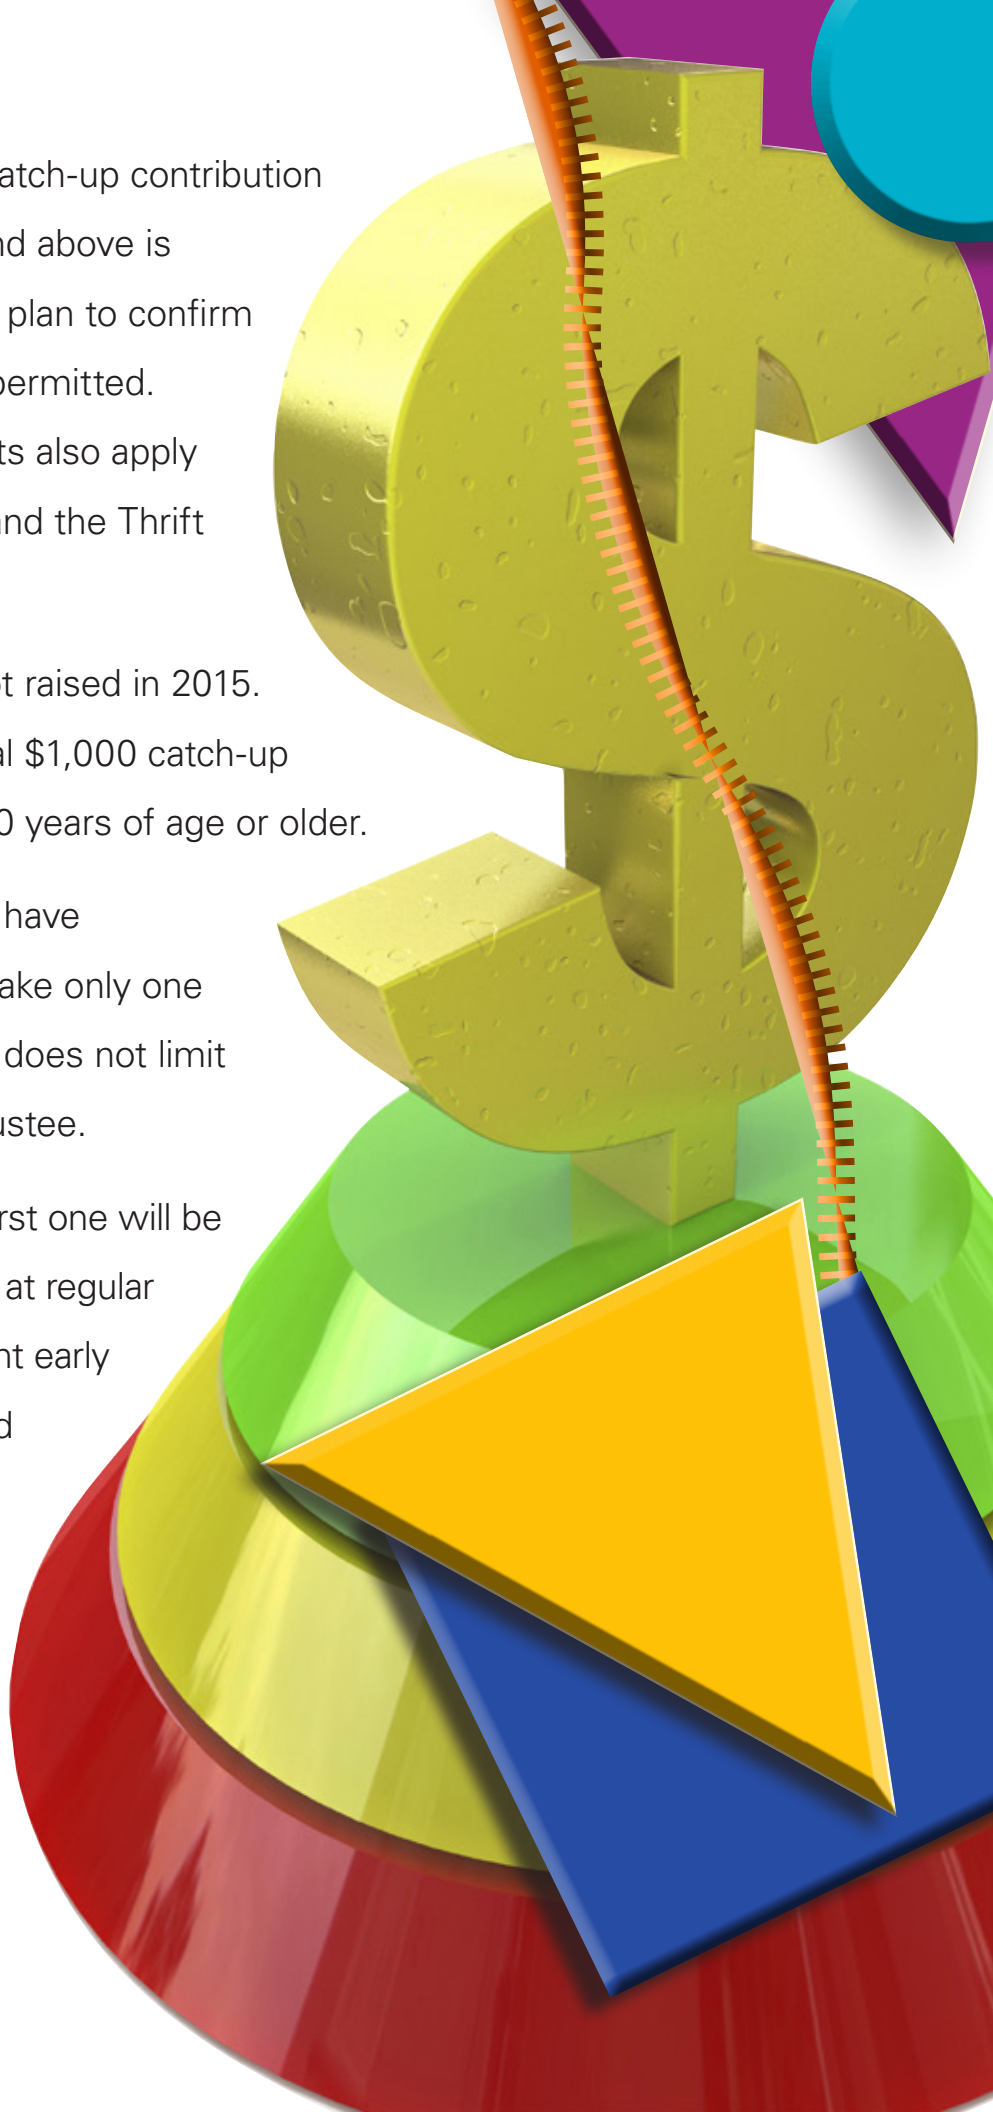 atch-up contribution
nd above is
plan to confirm
permitted.
ts also apply
and the Thrift
t raised in 2015.
al $1,000 catch-up
0 years of age or older.
have
ake only one
does not limit
ustee.
irst one will be
at regular
nt early
d